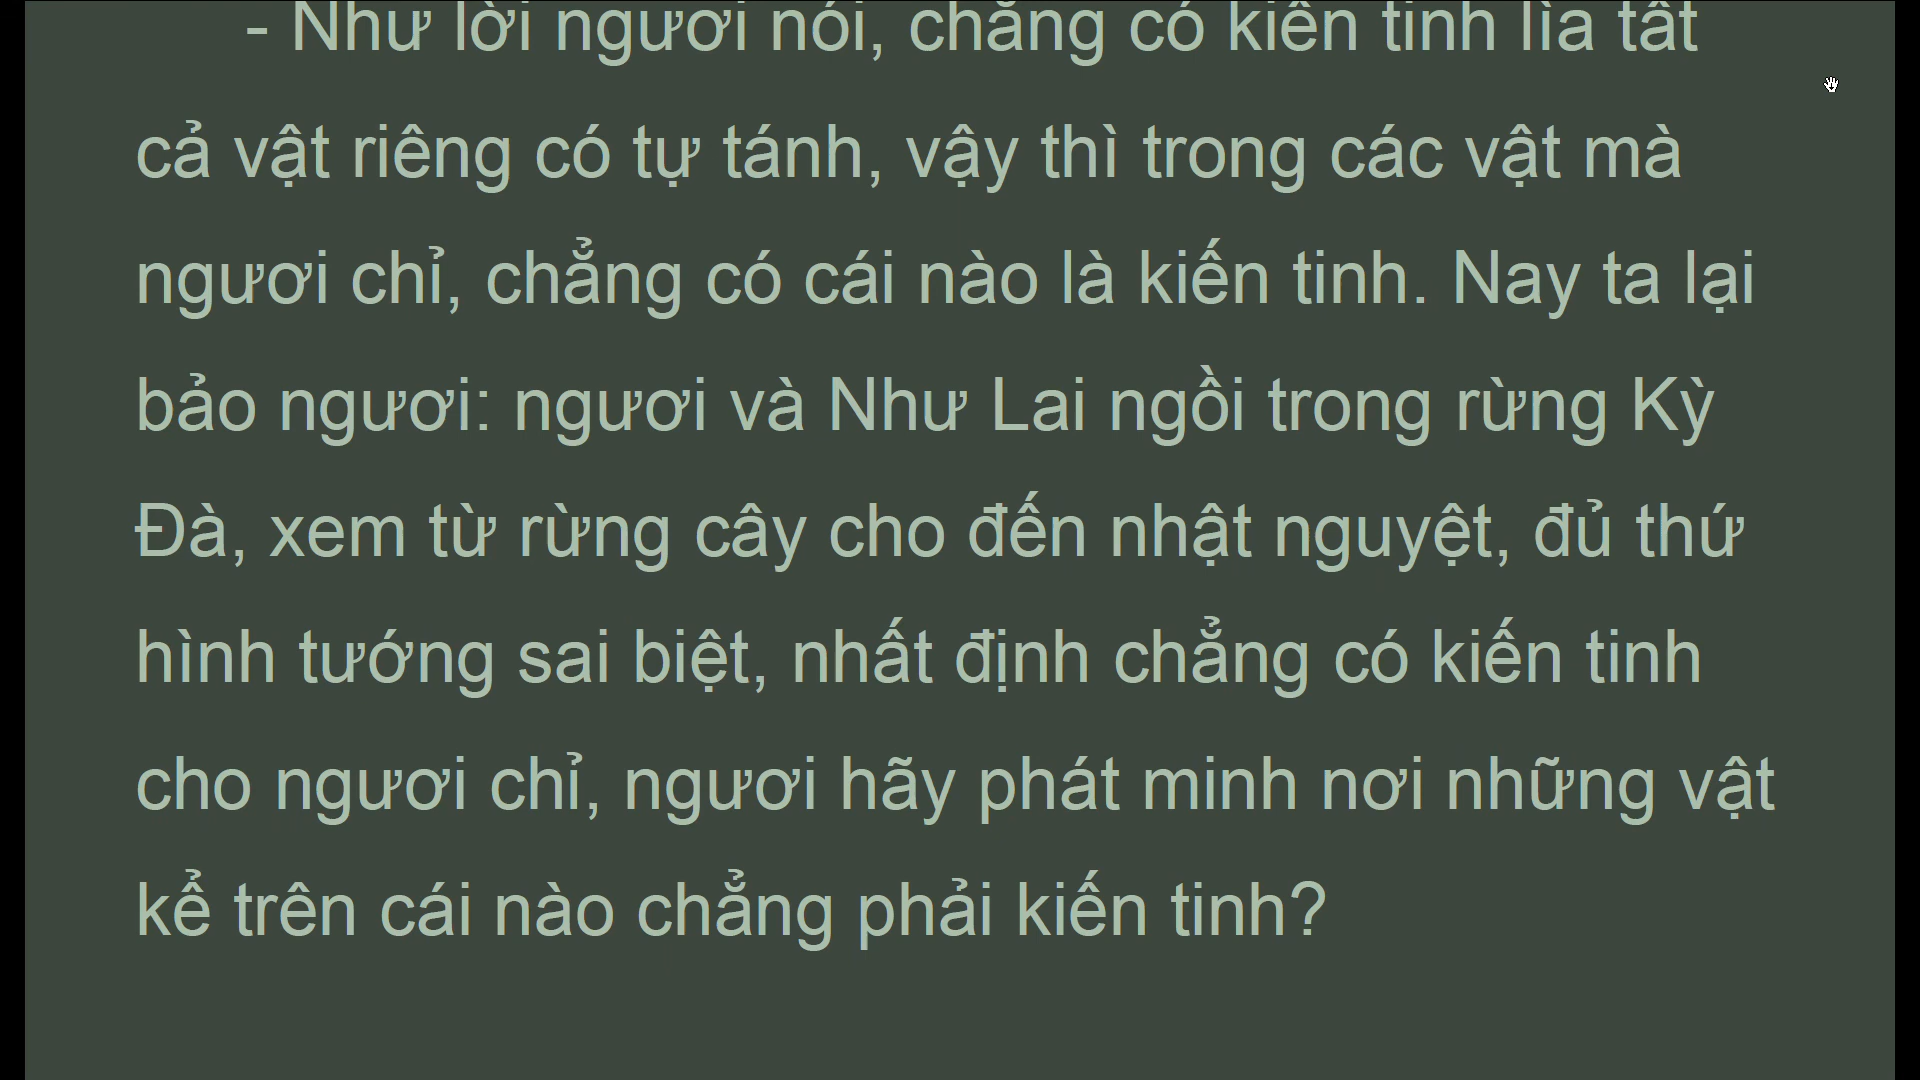 - Như lời ngươi nói, chẳng có kiến tinh lìa tất
cả vật riêng có tự tánh, vậy thì trong các vật mà
ngươi chỉ, chẳng có cái nào là kiến tinh. Nay ta lại
bảo ngươi: ngươi và Như Lai ngồi trong rừng Kỳ
Đà, xem từ rừng cây cho đến nhật nguyệt, đủ thứ
hình tướng sai biệt, nhất định chẳng có kiến tinh
cho ngươi chỉ, ngươi hãy phát minh nơi những vật
kể trên cái nào chẳng phải kiến tinh?